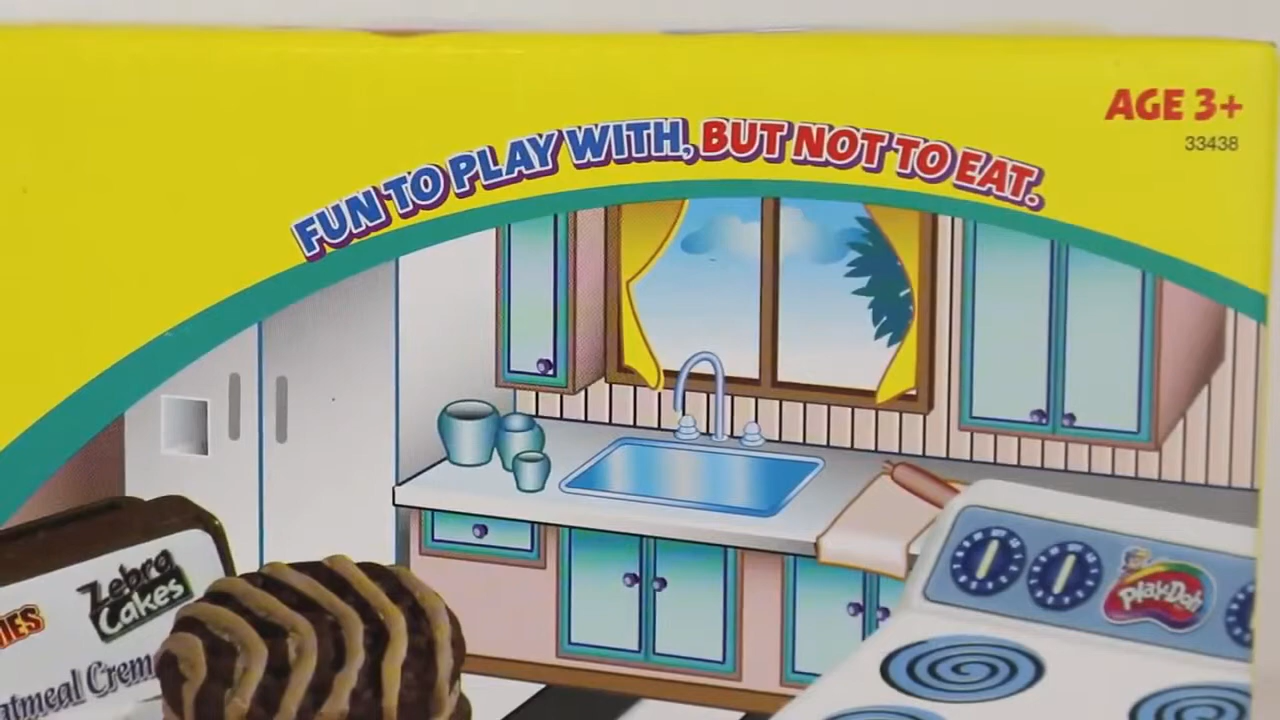 AGE 3+
33438
FUN TO PLAY WITH, BUT NOT TO EAT.
Zebra
Cakes
Play-Doh